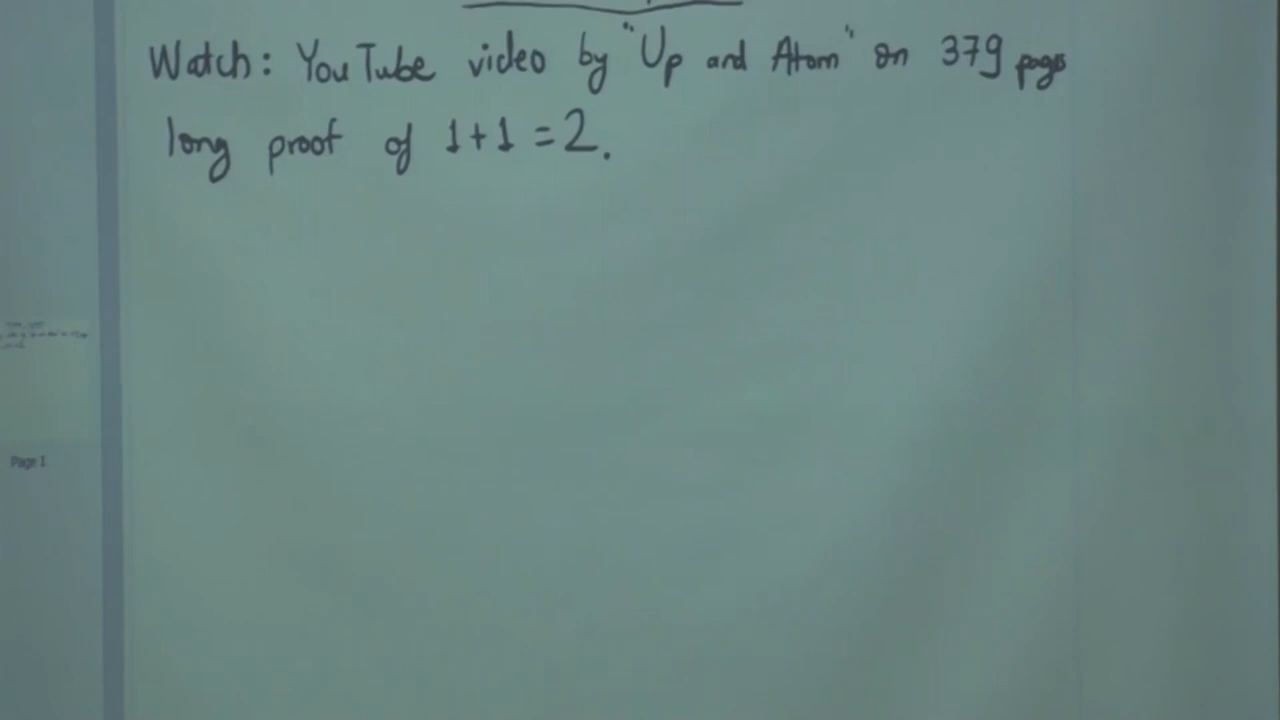 Watch: YouTube video by "Up and Atom" on 379 pages
long proof of 1+1 = 2.
Page 1